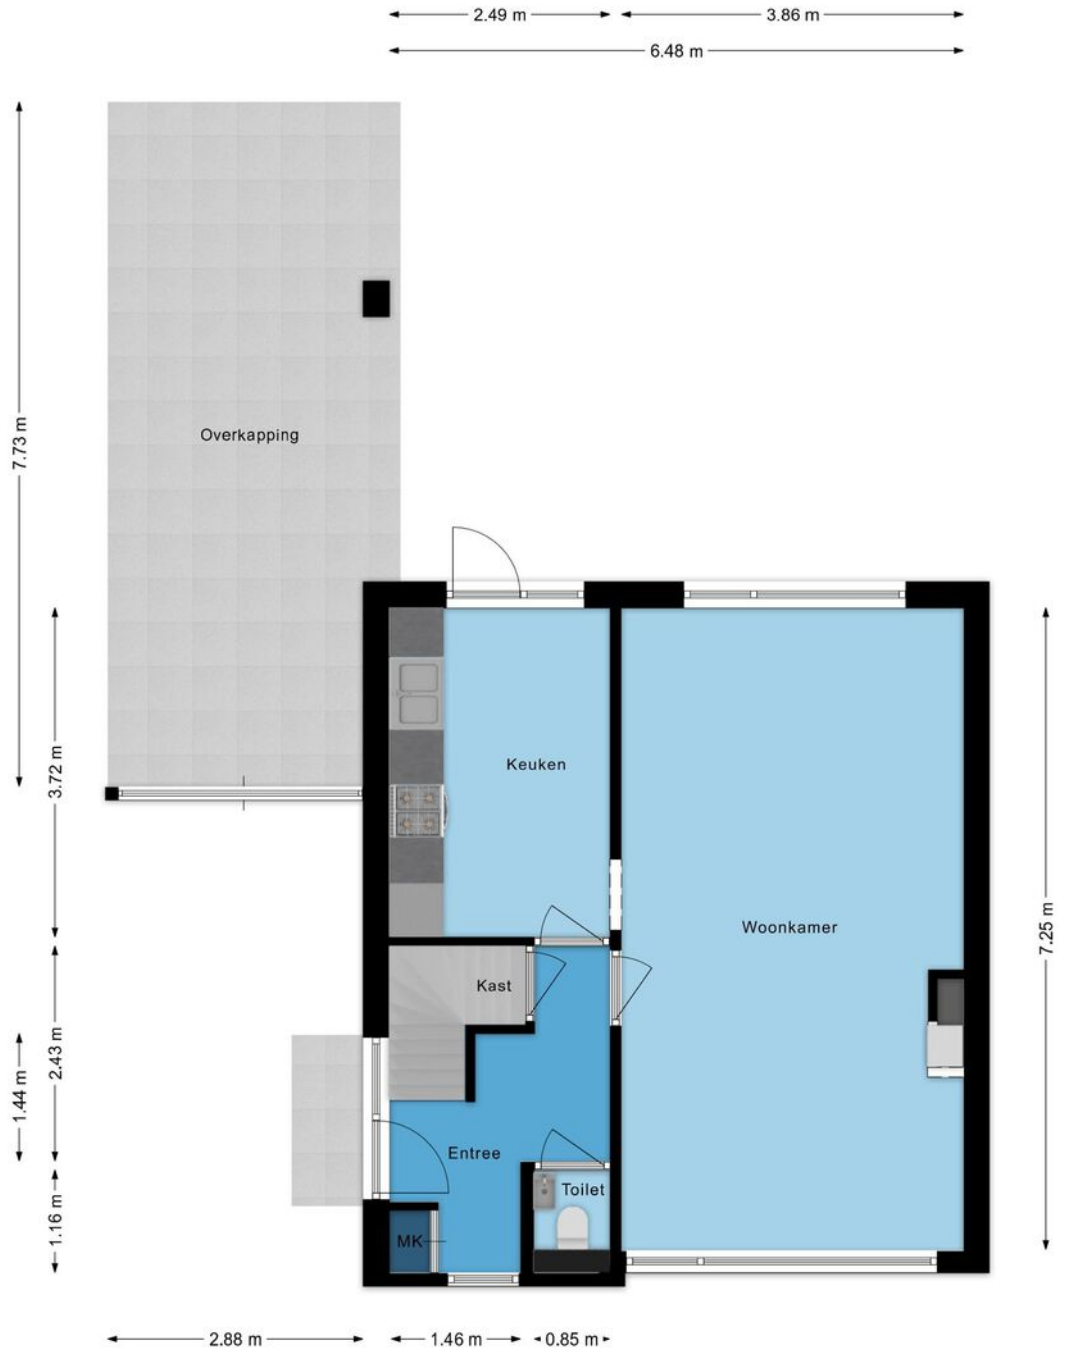 2.49 m
3.86 m
6.48 m
7.73 m
Overkapping
3.72 m
Keuken
Woonkamer
7.25 m
Kast
2.43 m
1.44 m
Entree
Toilet
1.16 m
MK
2.88 m
1.46 m
0.85 m